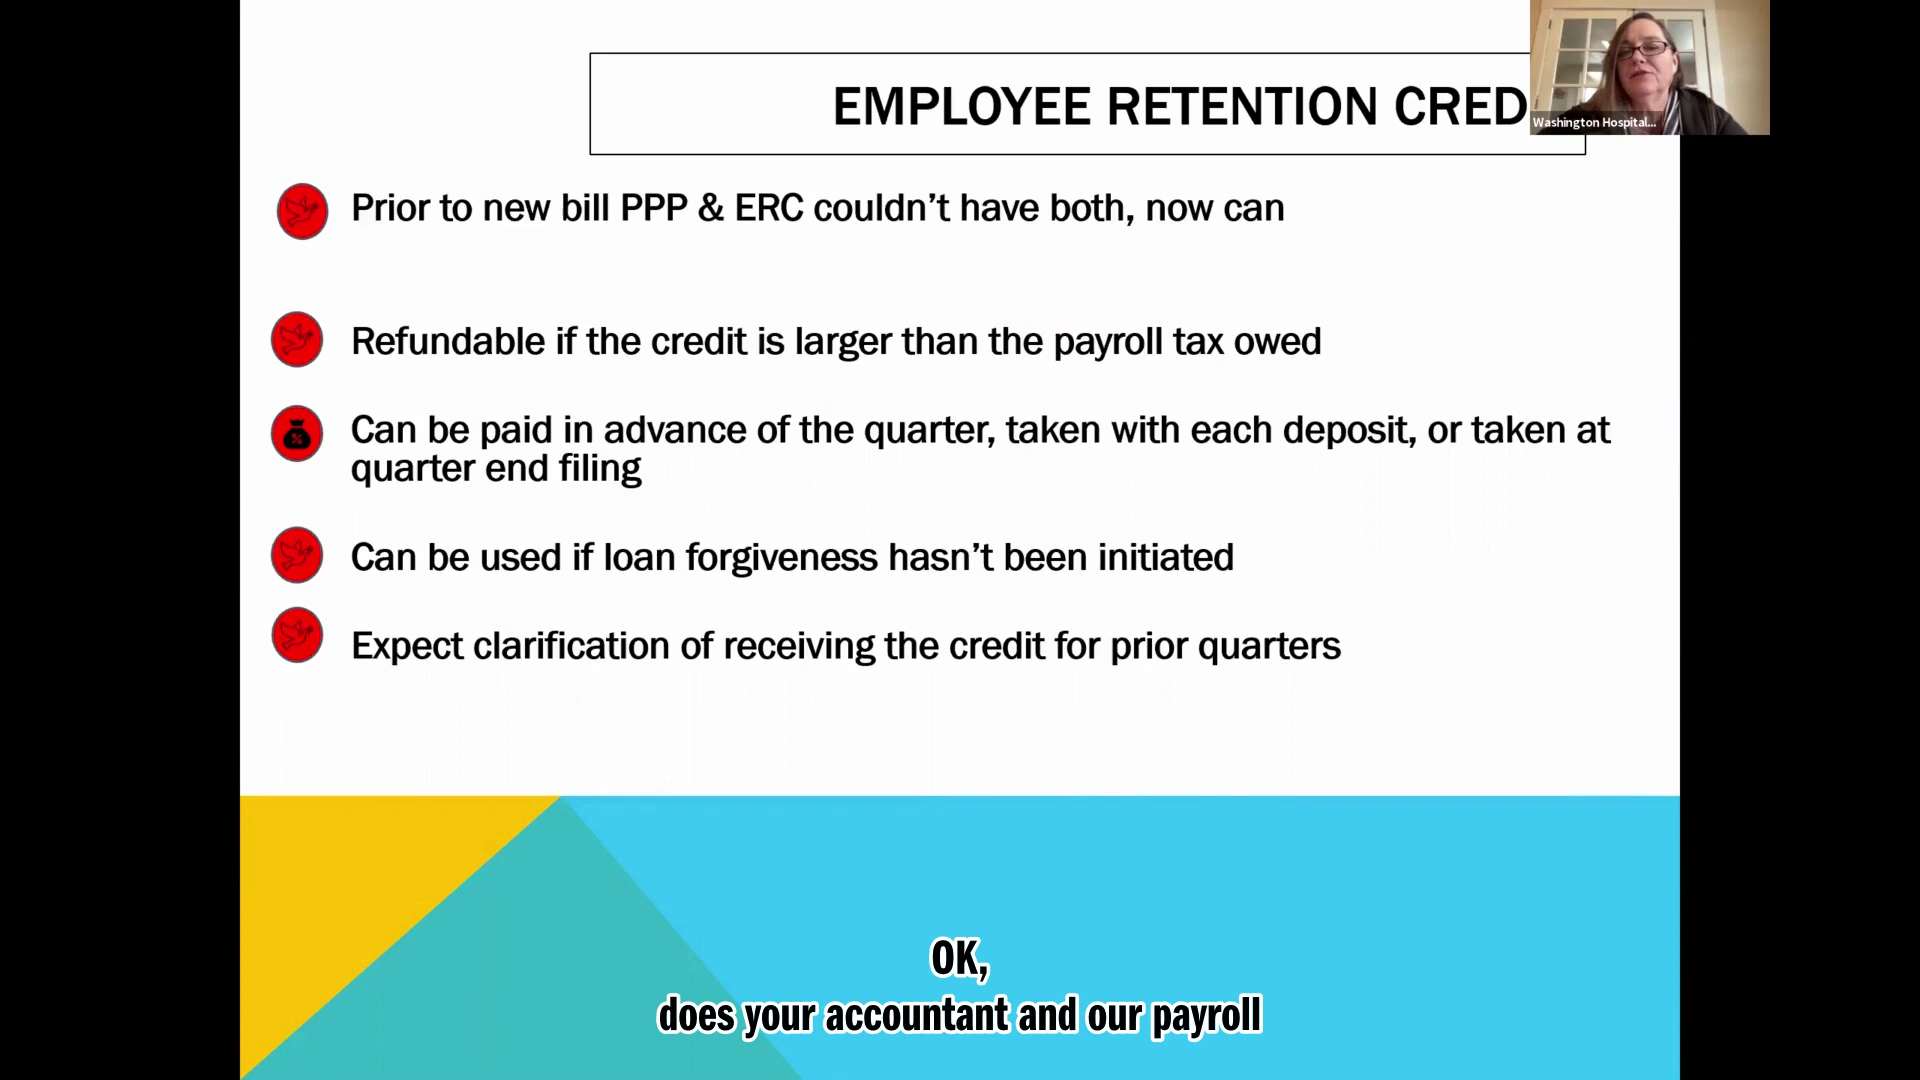 EMPLOYEE RETENTION CRED
Washington Hospital...
Prior to new bill PPP & ERC couldn’t have both, now can
Refundable if the credit is larger than the payroll tax owed
Can be paid in advance of the quarter, taken with each deposit, or taken at
quarter end filing
Can be used if loan forgiveness hasn’t been initiated
Expect clarification of receiving the credit for prior quarters
OK,
does your accountant and our payroll